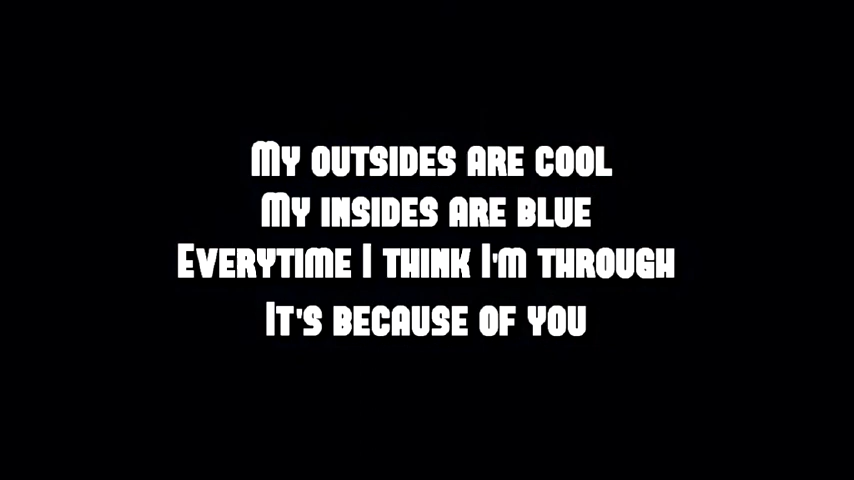 My outsides are cool
My insides are blue
Everytime I think I'm through
It's because of you